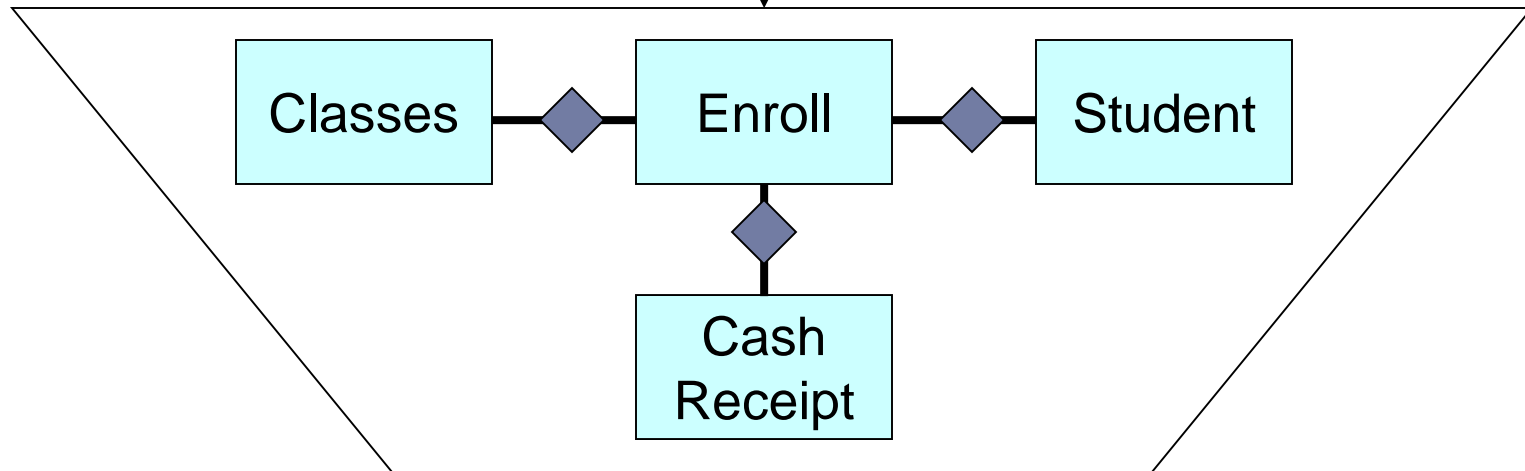 Classes
Enroll
Student
Cash
Receipt